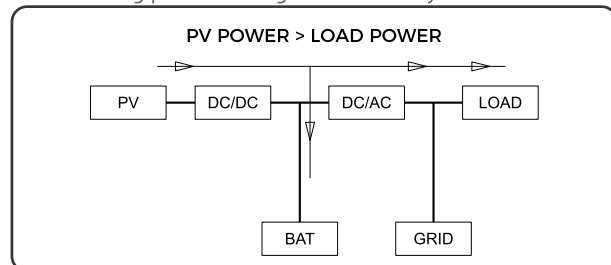 PV POWER > LOAD POWER
PV DC/DC DC/AC LOAD
BAT GRID